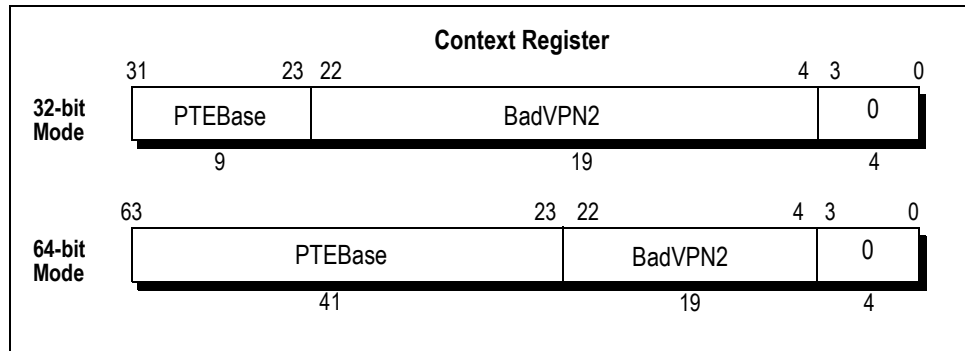 Context Register
31 23 22 4 3 0
32-bit
Mode
PTEBase BadVPN2 0
9 19 4
63 23 22 4 3 0
64-bit
Mode
PTEBase BadVPN2 0
41 19 4